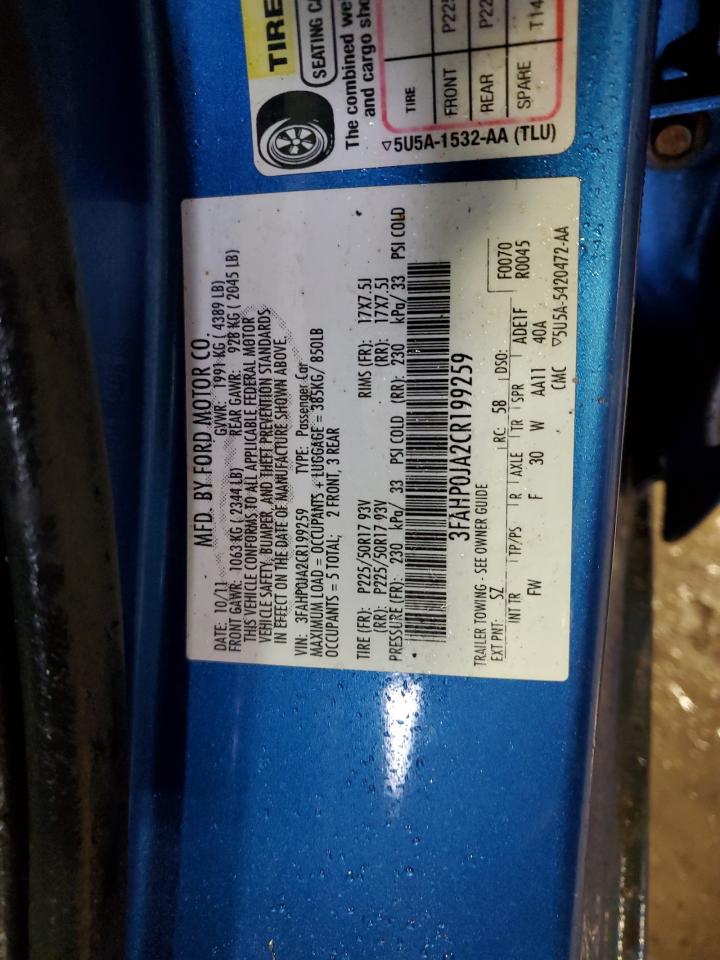 TIRE
SEATING CA
The combined we
and cargo sho
TIRE
FRONT P225
REAR P22
SPARE T14
▽5U5A-1532-AA (TLU)
MFD. BY FORD MOTOR CO.
DATE: 10/11 GVWR: 1991 KG ( 4389 LB)
FRONT GAWR: 1063 KG ( 2344 LB) REAR GAWR: 928 KG ( 2045 LB)
THIS VEHICLE CONFORMS TO ALL APPLICABLE FEDERAL MOTOR
VEHICLE SAFETY, BUMPER, AND THEFT PREVENTION STANDARDS
IN EFFECT ON THE DATE OF MANUFACTURE SHOWN ABOVE.
VIN: 3FAHP0JA2CR199259 TYPE: Passenger Car
MAXIMUM LOAD = OCCUPANTS + LUGGAGE = 385KG/ 850LB
OCCUPANTS = 5 TOTAL; 2 FRONT, 3 REAR
TIRE (FR): P225/50R17 93V RIMS (FR): 17X7.5J
(RR): P225/50R17 93V (RR): 17X7.5J
PRESSURE (FR): 230 kPa/ 33 PSI COLD (RR): 230 kPa/ 33 PSI COLD
3FAHP0JA2CR199259
TRAILER TOWING - SEE OWNER GUIDE
F0070
EXT PNT: SZ RC: 58 DSO: R0045
INT TR TP/PS R AXLE TR SPR ADE1F
FW F 30 W AA11 40A
CMC ▽5U5A-5420472-AA